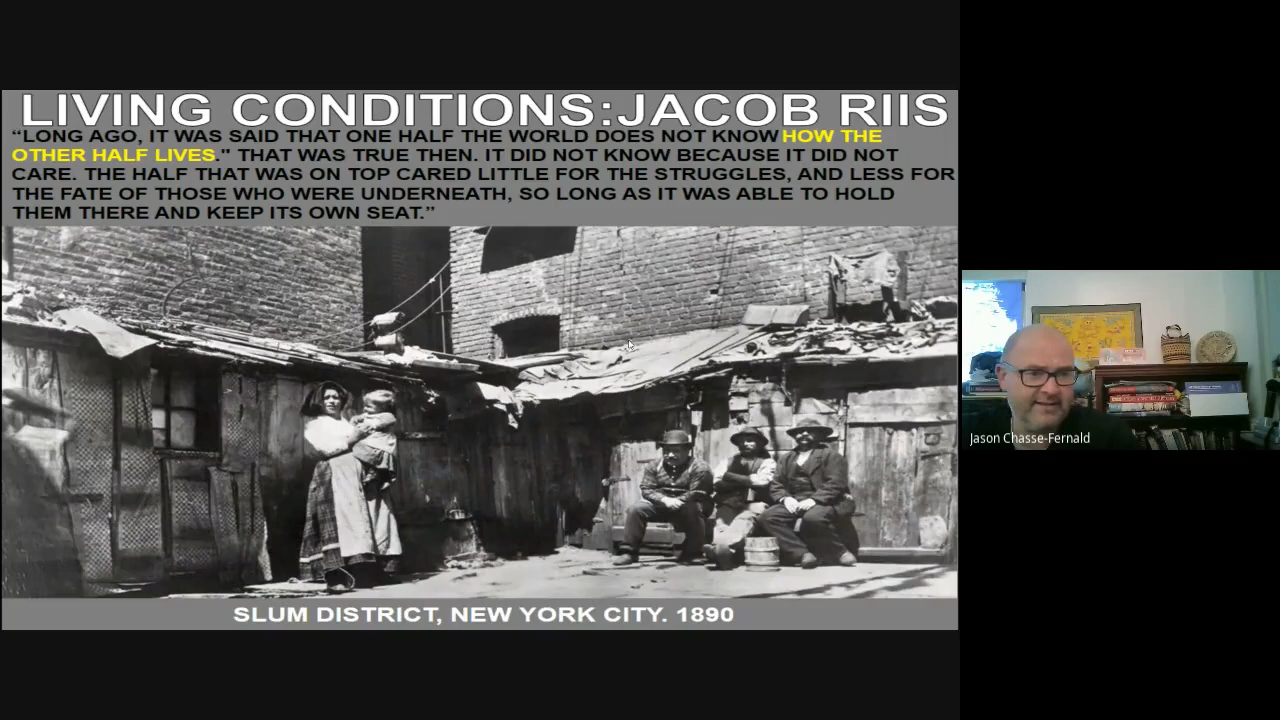 LIVING CONDITIONS:JACOB RIIS
“LONG AGO, IT WAS SAID THAT ONE HALF THE WORLD DOES NOT KNOW HOW THE
OTHER HALF LIVES." THAT WAS TRUE THEN. IT DID NOT KNOW BECAUSE IT DID NOT
CARE. THE HALF THAT WAS ON TOP CARED LITTLE FOR THE STRUGGLES, AND LESS FOR
THE FATE OF THOSE WHO WERE UNDERNEATH, SO LONG AS IT WAS ABLE TO HOLD
THEM THERE AND KEEP ITS OWN SEAT.”
SLUM DISTRICT, NEW YORK CITY. 1890
Jason Chasse-Fernald